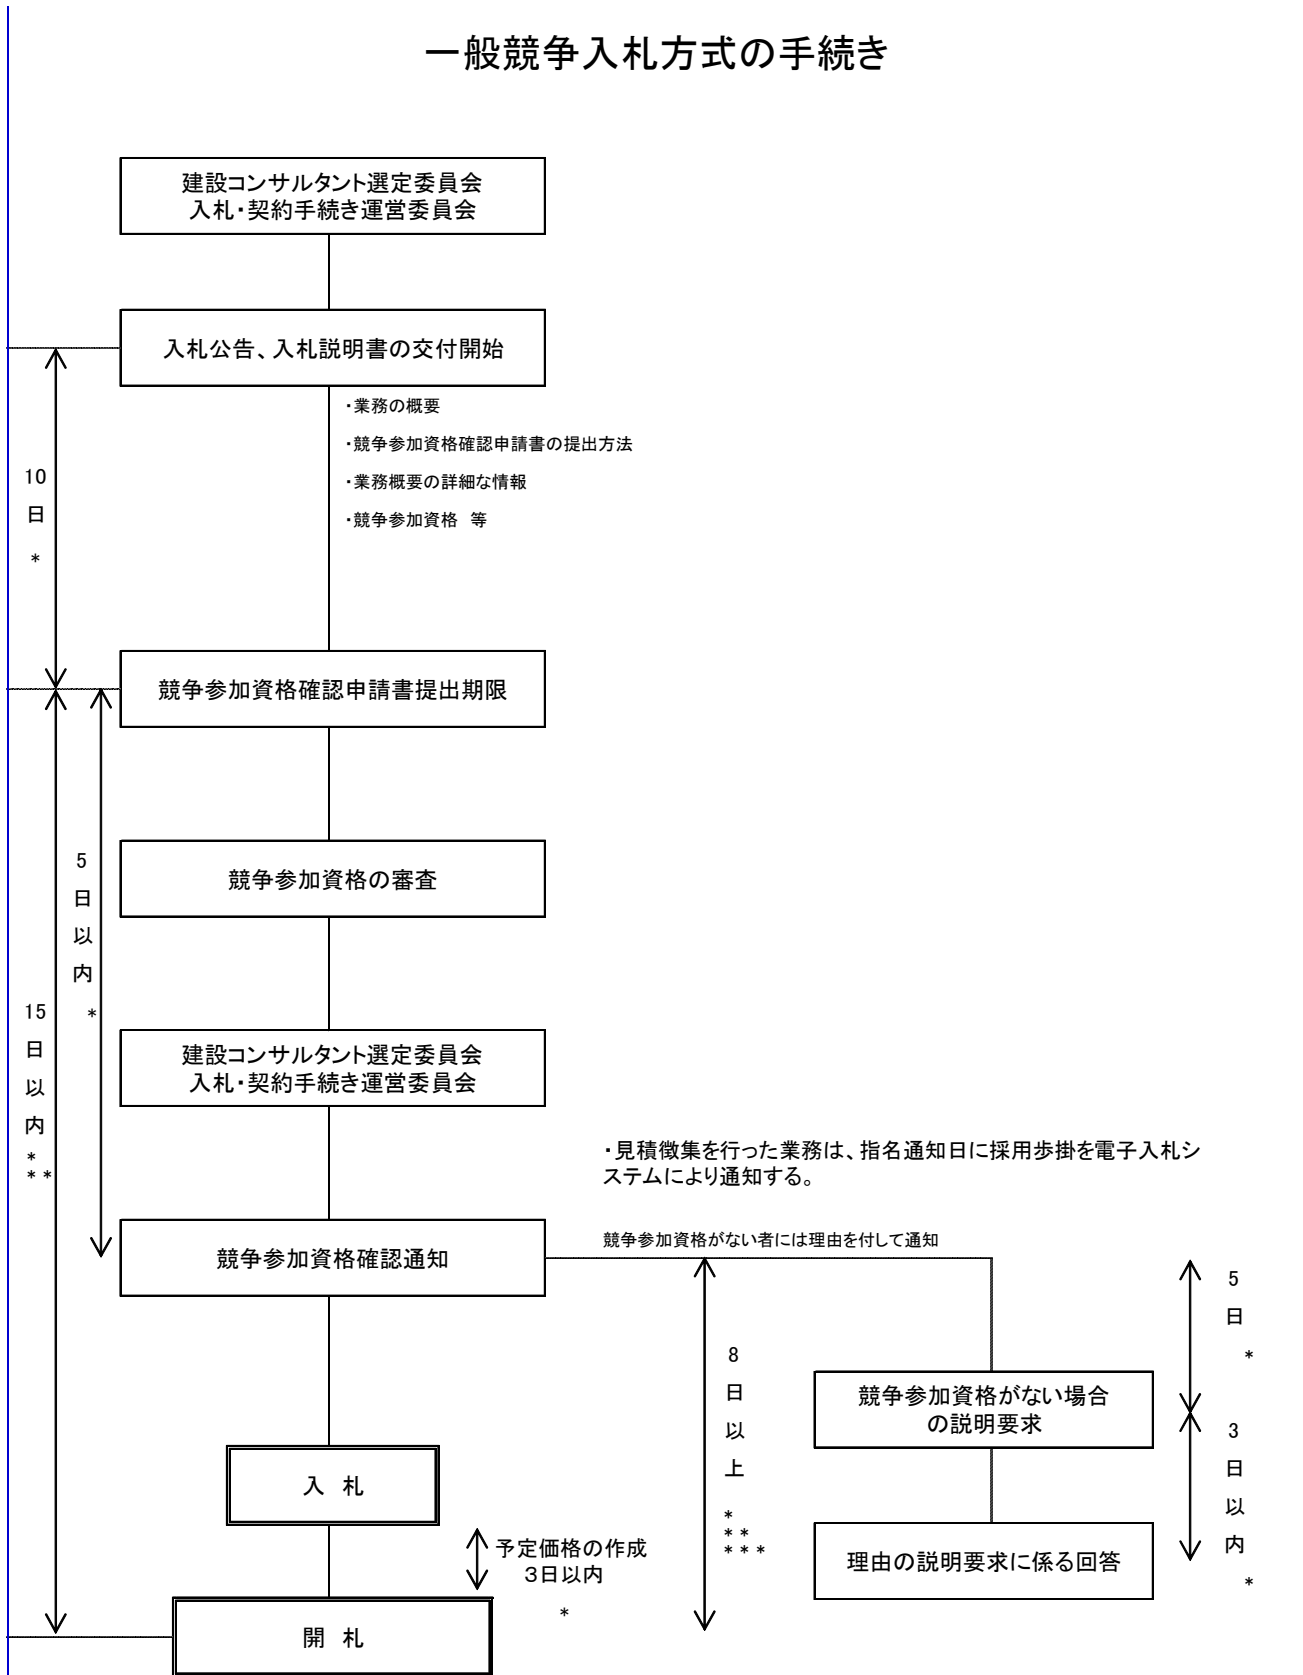 一般競争入札方式の手続き
建設コンサルタント選定委員会
入札・契約手続き運営委員会
入札公告、入札説明書の交付開始
・業務の概要
・競争参加資格確認申請書の提出方法
・業務概要の詳細な情報
・競争参加資格　等
10
日
*
競争参加資格確認申請書提出期限
競争参加資格の審査
5
日
以
内
*
15
日
以
内
*
**
建設コンサルタント選定委員会
入札・契約手続き運営委員会
・見積徴集を行った業務は、指名通知日に採用歩掛を電子入札シ
ステムにより通知する。
競争参加資格確認通知
競争参加資格がない者には理由を付して通知
5
日
*
8
日
以
上
*
**
***
競争参加資格がない場合
の説明要求
3
日
以
内
*
入　札
予定価格の作成
3日以内
*
理由の説明要求に係る回答
開　札